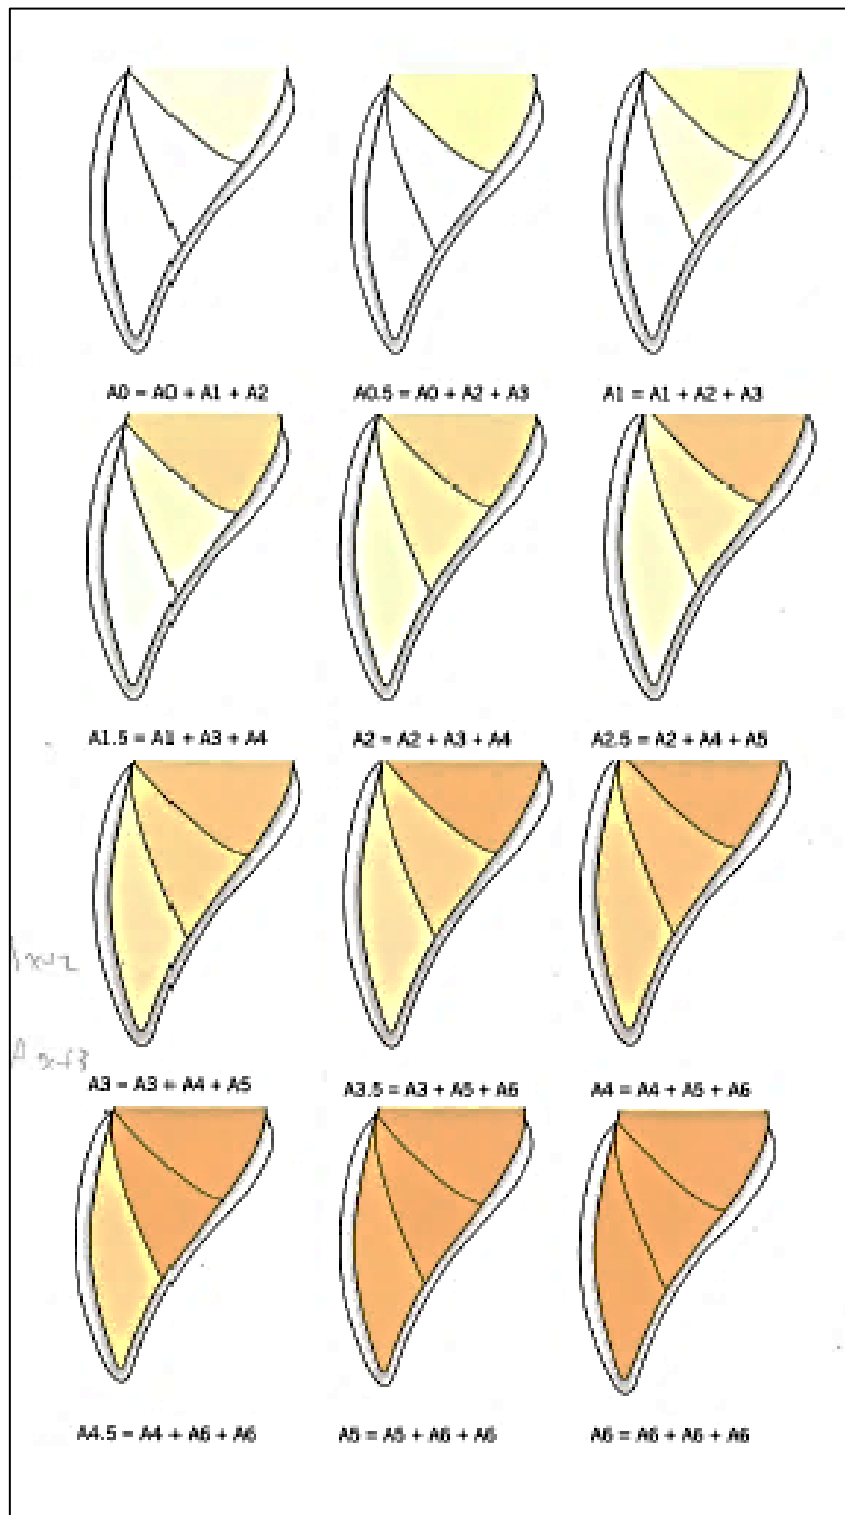 A0 = A0 + A1 + A2
A0.5 = A0 + A2 + A3
A1 = A1 + A2 + A3
A1.5 = A1 + A3 + A4
A2 = A2 + A3 + A4
A2.5 = A2 + A4 + A5
A3 = A3 + A4 + A5
A3.5 = A3 + A5 + A6
A4 = A4 + A5 + A6
A4.5 = A4 + A6 + A6
A5 = A5 + A6 + A6
A6 = A6 + A6 + A6